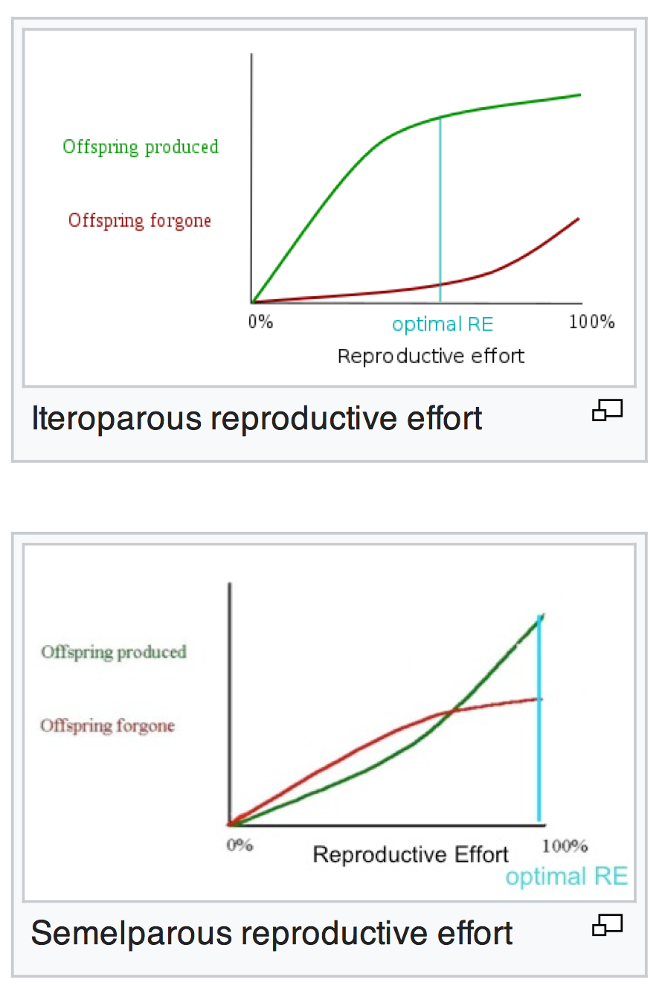 Offspring produced
Offspring forgone
0%
optimal RE
100%
Reproductive effort
Iteroparous reproductive effort
Offspring produced
Offspring forgone
0%
Reproductive Effort
100%
optimal RE
Semelparous reproductive effort